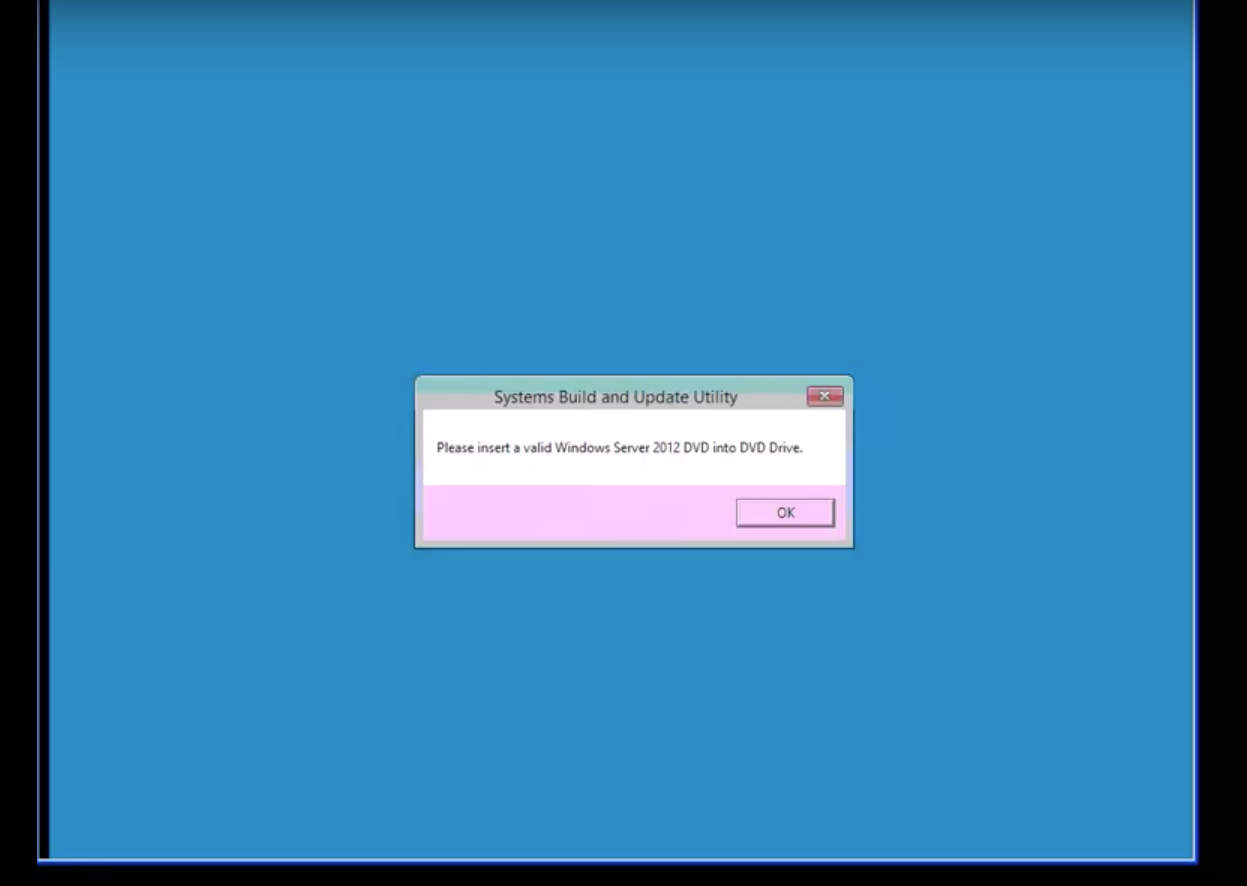 Systems Build and Update Utility
Please insert a valid Windows Server 2012 DVD into DVD Drive.
OK